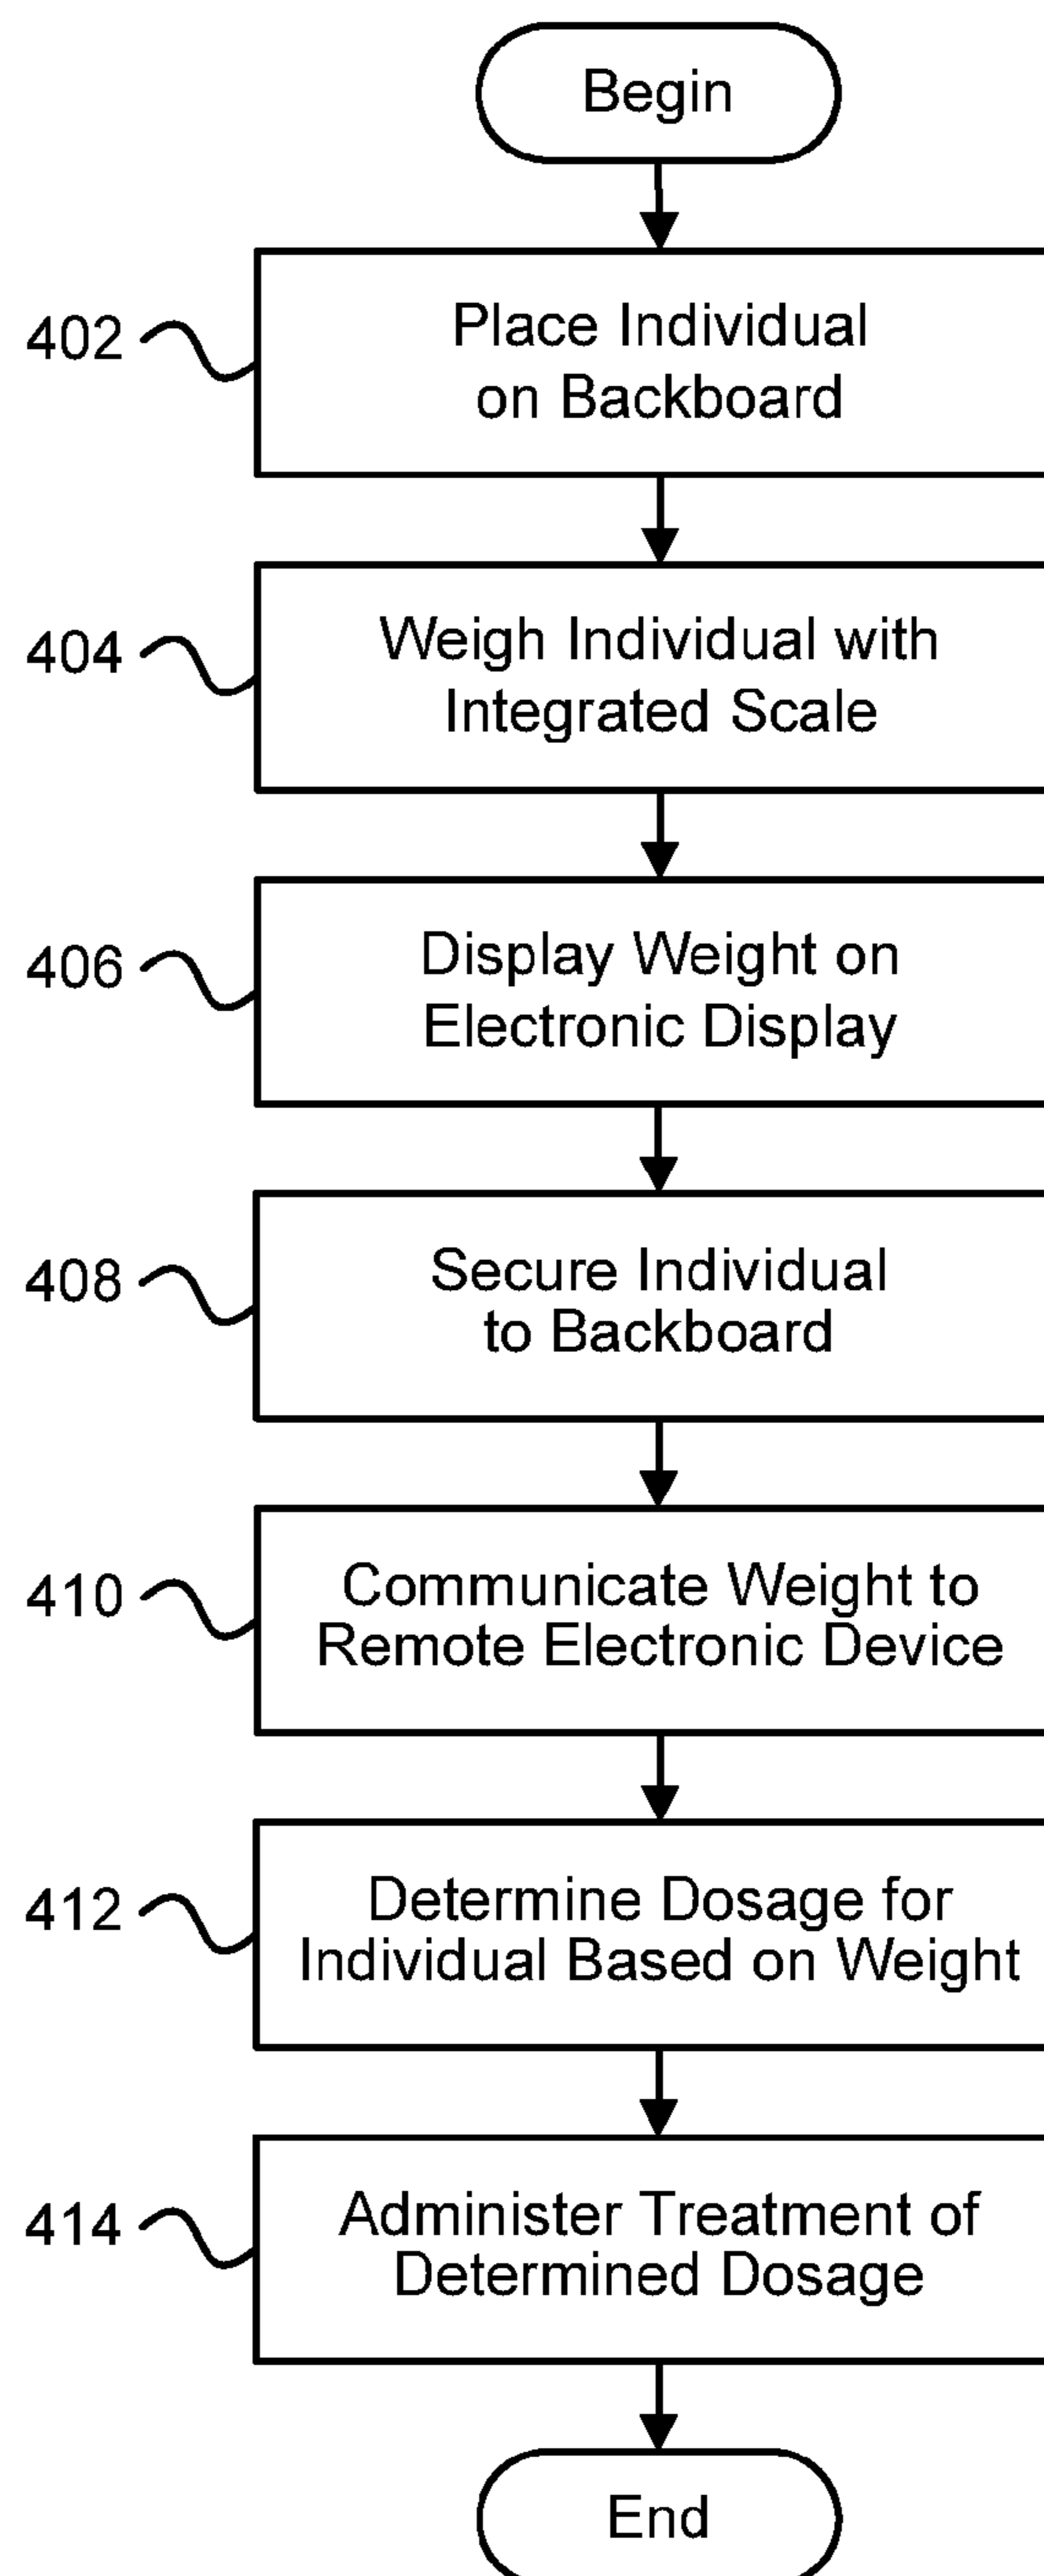 Begin
402
Place Individual
on Backboard
404
Weigh Individual with
Integrated Scale
406
Display Weight on
Electronic Display
408
Secure Individual
to Backboard
410
Communicate Weight to
Remote Electronic Device
412
Determine Dosage for
Individual Based on Weight
414
Administer Treatment of
Determined Dosage
End